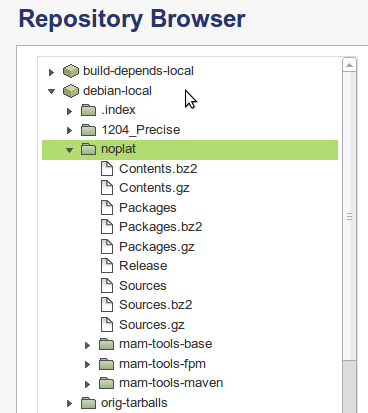 Repository Browser
build-depends-local
debian-local
.index
1204_Precise
noplat
Contents.bz2
Contents.gz
Packages
Packages.bz2
Packages.gz
Release
Sources
Sources.bz2
Sources.gz
mam-tools-base
mam-tools-fpm
mam-tools-maven
orig-tarballs